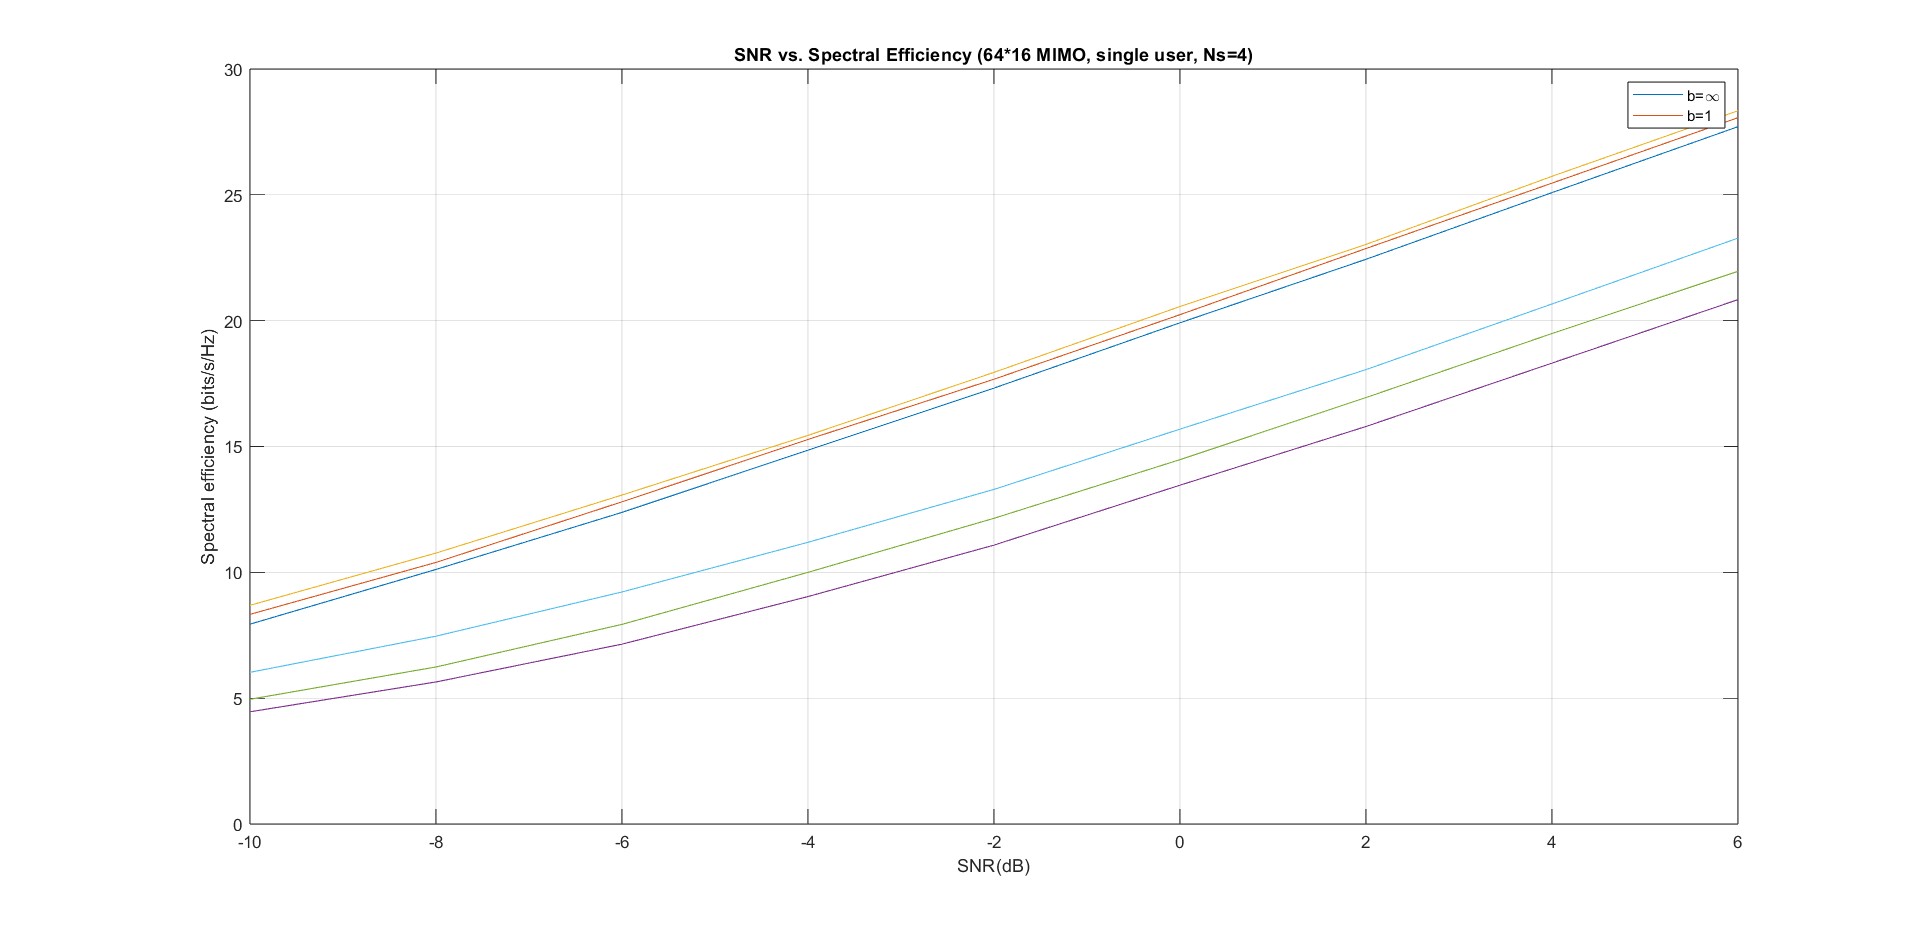 SNR vs. Spectral Efficiency (64*16 MIMO, single user, Ns=4)
30
25
20
15
10
5
0
Spectral efficiency (bits/s/Hz)
b=∞
b=1
-10 -8 -6 -4 -2 0 2 4 6
SNR(dB)